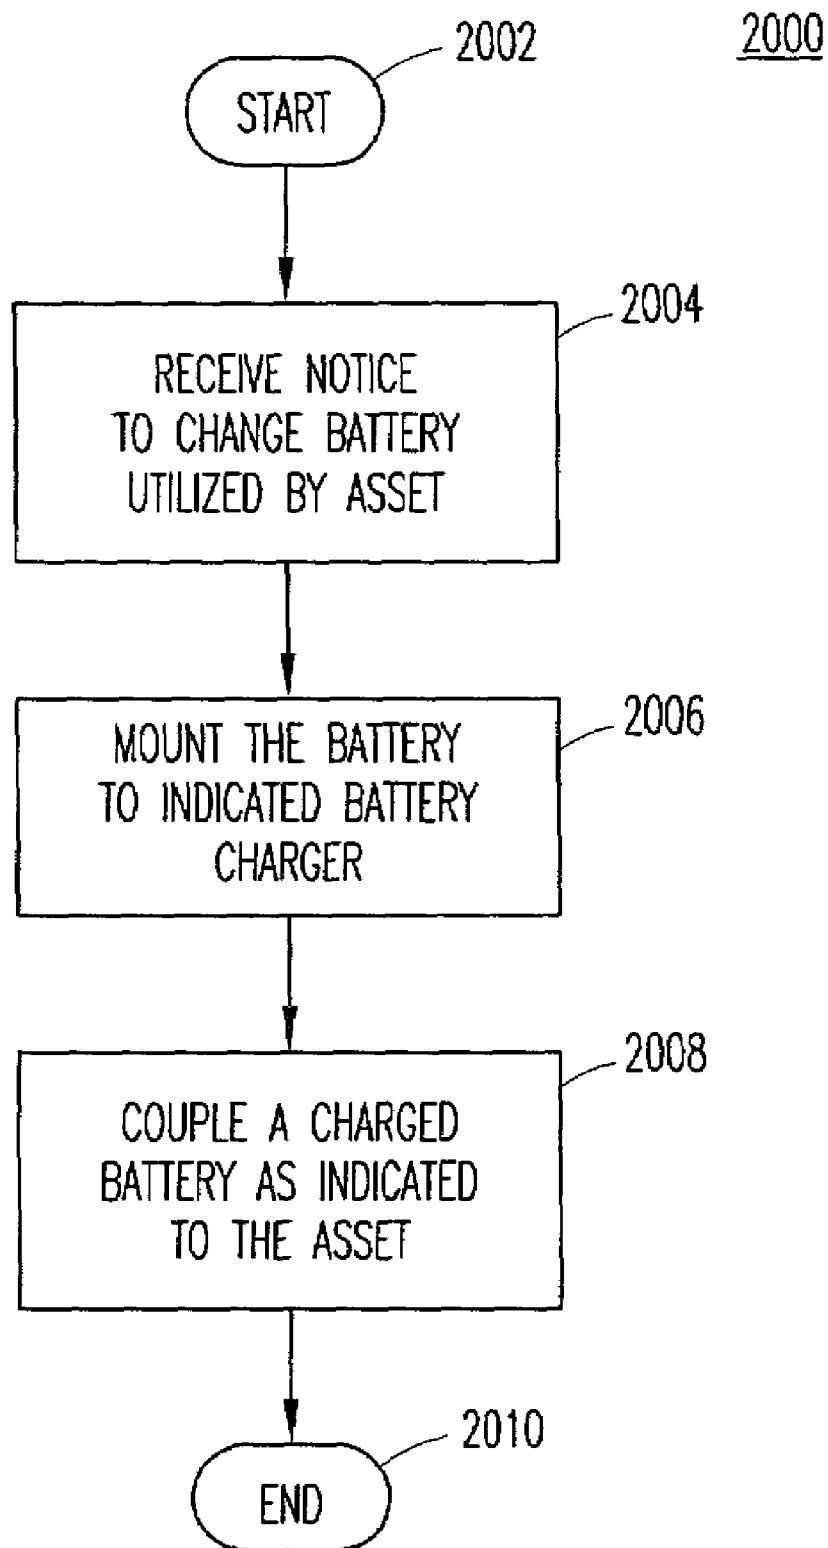 2000
2002
START
2004
RECEIVE NOTICE
TO CHANGE BATTERY
UTILIZED BY ASSET
2006
MOUNT THE BATTERY
TO INDICATED BATTERY
CHARGER
2008
COUPLE A CHARGED
BATTERY AS INDICATED
TO THE ASSET
2010
END